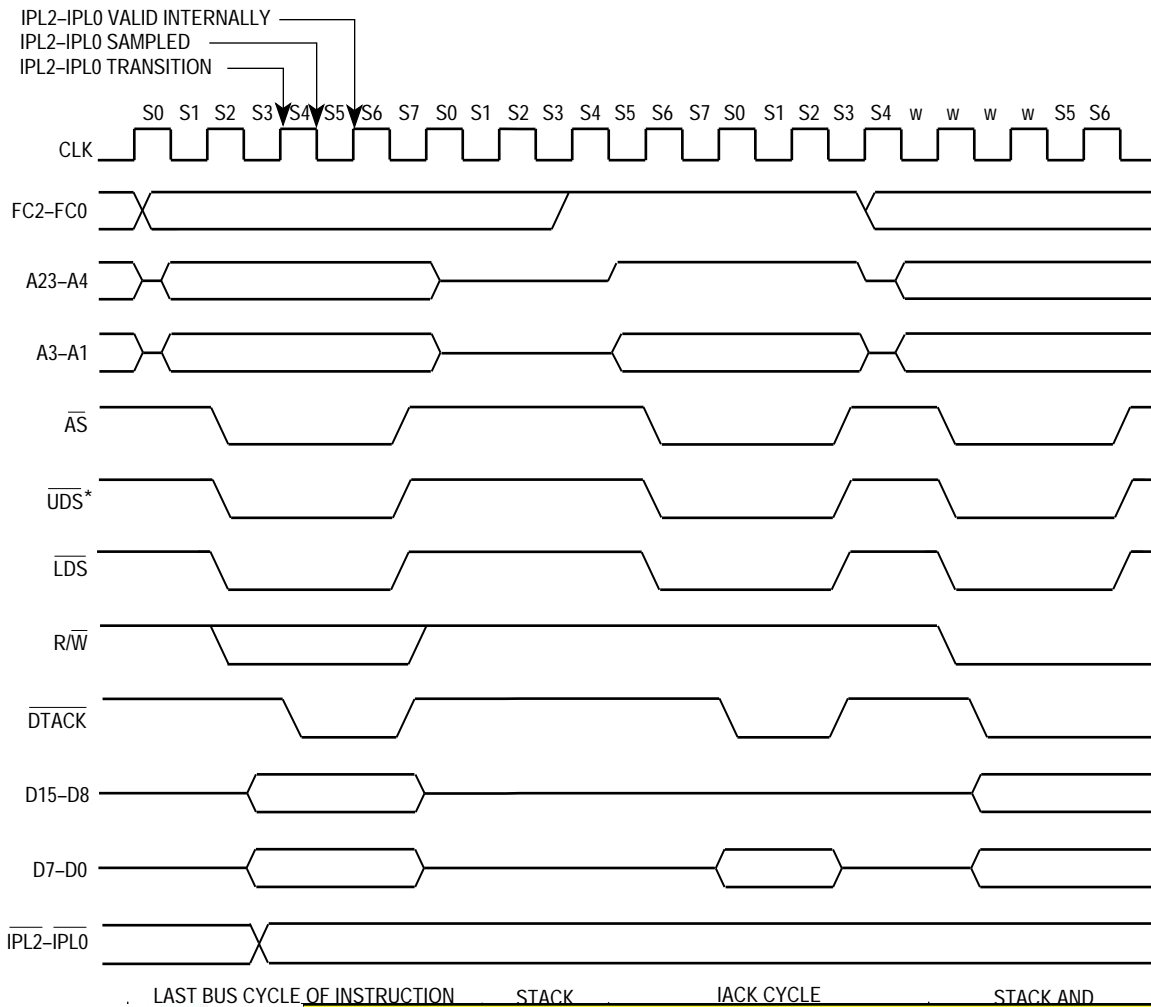 IPL2–IPL0 VALID INTERNALLY
IPL2–IPL0 SAMPLED
IPL2–IPL0 TRANSITION
S0 S1 S2 S3 S4 S5 S6 S7 S0 S1 S2 S3 S4 S5 S6 S7 S0 S1 S2 S3 S4 w w w w S5 S6
CLK
FC2–FC0
A23–A4
A3–A1
AS
UDS*
LDS
R/W
DTACK
D15–D8
D7–D0
IPL2–IPL0
LAST BUS CYCLE OF INSTRUCTION STACK IACK CYCLE STACK AND